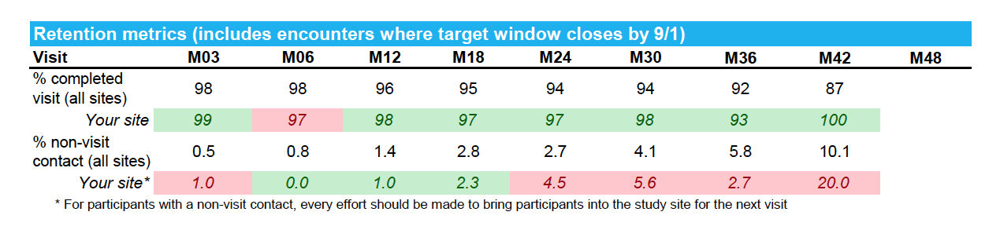 Retention metrics (includes encounters where target window closes by 9/1)
Visit M03 M06 M12 M18 M24 M30 M36 M42 M48
% completed
visit (all sites) 98 98 96 95 94 94 92 87
Your site 99 97 98 97 97 98 93 100
% non-visit
contact (all sites) 0.5 0.8 1.4 2.8 2.7 4.1 5.8 10.1
Your site* 1.0 0.0 1.0 2.3 4.5 5.6 2.7 20.0
* For participants with a non-visit contact, every effort should be made to bring participants into the study site for the next visit